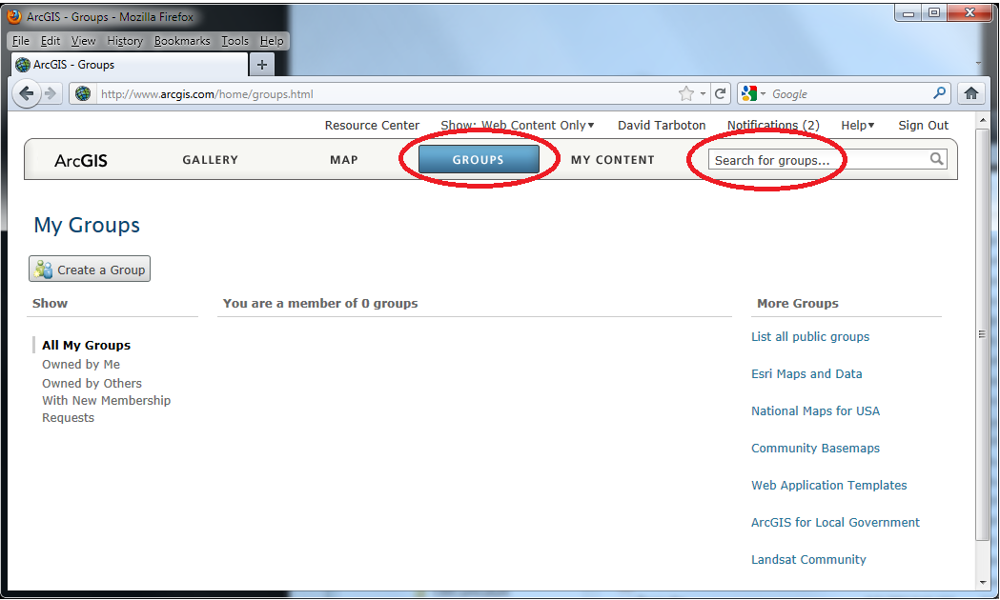 ArcGIS - Groups - Mozilla Firefox
File Edit View History Bookmarks Tools Help
ArcGIS - Groups +
http://www.arcgis.com/home/groups.html Google
Resource Center Show: Web Content Only▾ David Tarboton Notifications (2) Help▾ Sign Out
ArcGIS GALLERY MAP GROUPS MY CONTENT Search for groups...
My Groups
Create a Group
Show
All My Groups
Owned by Me
Owned by Others
With New Membership
Requests
You are a member of 0 groups
More Groups
List all public groups
Esri Maps and Data
National Maps for USA
Community Basemaps
Web Application Templates
ArcGIS for Local Government
Landsat Community